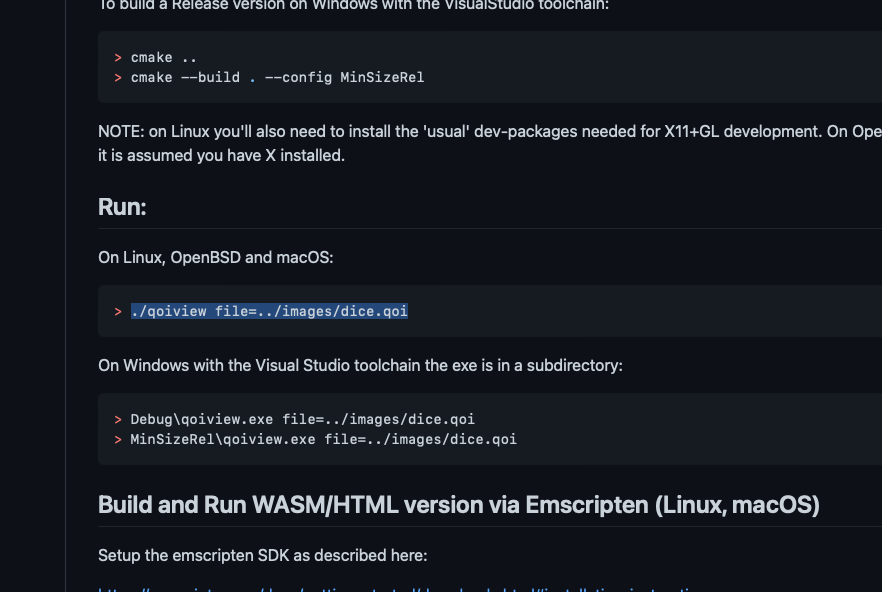 To build a Release version on Windows with the VisualStudio toolchain:
> cmake ..
> cmake --build . --config MinSizeRel
NOTE: on Linux you'll also need to install the 'usual' dev-packages needed for X11+GL development. On Ope
it is assumed you have X installed.
Run:
On Linux, OpenBSD and macOS:
> ./qoiview file=../images/dice.qoi
On Windows with the Visual Studio toolchain the exe is in a subdirectory:
> Debug\qoiview.exe file=../images/dice.qoi
> MinSizeRel\qoiview.exe file=../images/dice.qoi
Build and Run WASM/HTML version via Emscripten (Linux, macOS)
Setup the emscripten SDK as described here: